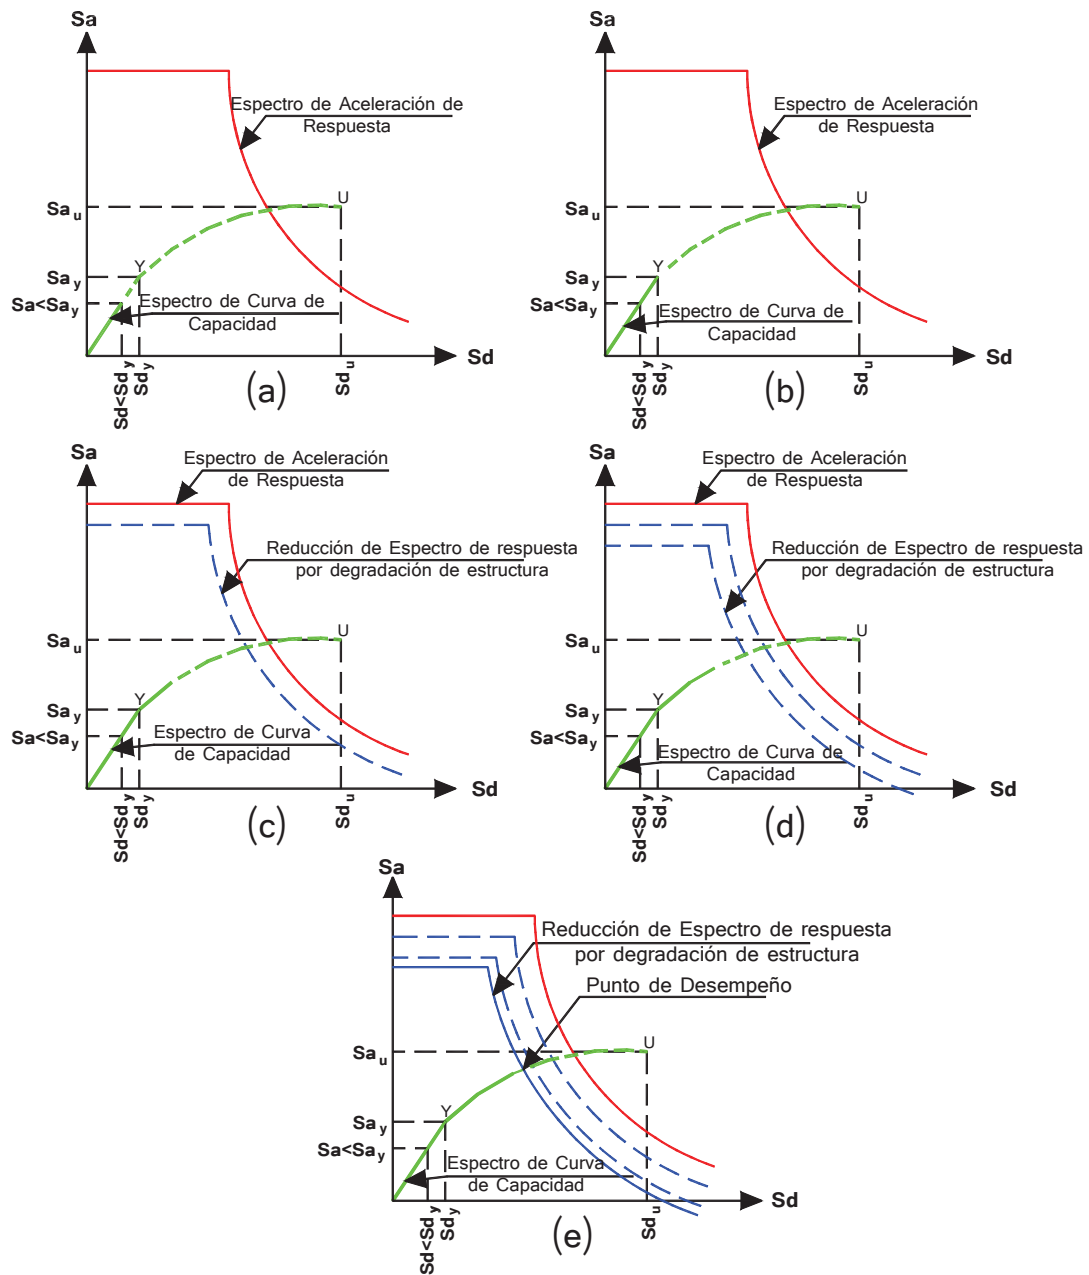 Sa
Espectro de Aceleración de
Respuesta
Sa u
U
Y
Sa y
Sa<Sa y
Espectro de Curva de
Capacidad
Sd
Sd<Sd y
Sd y
Sd u
(a)
Sa
Espectro de Aceleración
de Respuesta
Sa u
U
Y
Sa y
Sa<Sa y
Espectro de Curva de
Capacidad
Sd
Sd<Sd y
Sd y
Sd u
(b)
Sa
Espectro de Aceleración
de Respuesta
Reducción de Espectro de respuesta
por degradación de estructura
Sa u
U
Y
Sa y
Sa<Sa y
Espectro de Curva
de Capacidad
Sd
Sd<Sd y
Sd y
Sd u
(c)
Sa
Espectro de Aceleración
de Respuesta
Reducción de Espectro de respuesta
por degradación de estructura
Sa u
U
Y
Sa y
Sa<Sa y
Espectro de Curva de
Capacidad
Sd
Sd<Sd y
Sd y
Sd u
(d)
Sa
Reducción de Espectro de respuesta
por degradación de estructura
Punto de Desempeño
Sa u
U
Y
Sa y
Sa<Sa y
Espectro de Curva
de Capacidad
Sd
Sd<Sd y
Sd y
Sd u
(e)